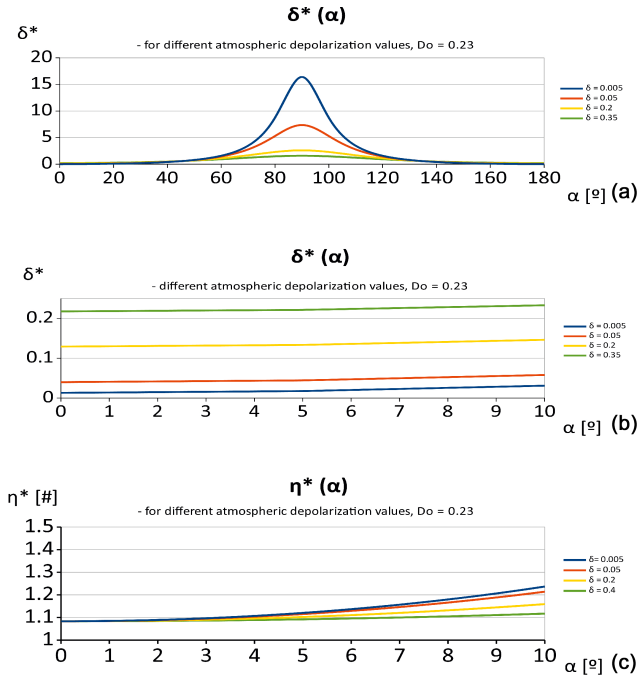 δ* (α)
δ*
- for different atmospheric depolarization values, Do = 0.23
20
15
10
5
0
0 20 40 60 80 100 120 140 160 180
α [º] (a)
δ = 0.005
δ = 0.05
δ = 0.2
δ = 0.35
δ* (α)
δ*
- different atmospheric depolarization values, Do = 0.23
0.2
0.1
0
0 1 2 3 4 5 6 7 8 9 10
α [º] (b)
δ = 0.005
δ = 0.05
δ = 0.2
δ = 0.35
η* (α)
η* [#]
- for different atmospheric depolarization values, Do = 0.23
1.5
1.4
1.3
1.2
1.1
1
0 1 2 3 4 5 6 7 8 9 10
α [º] (c)
δ= 0.005
δ = 0.05
δ = 0.2
δ = 0.4